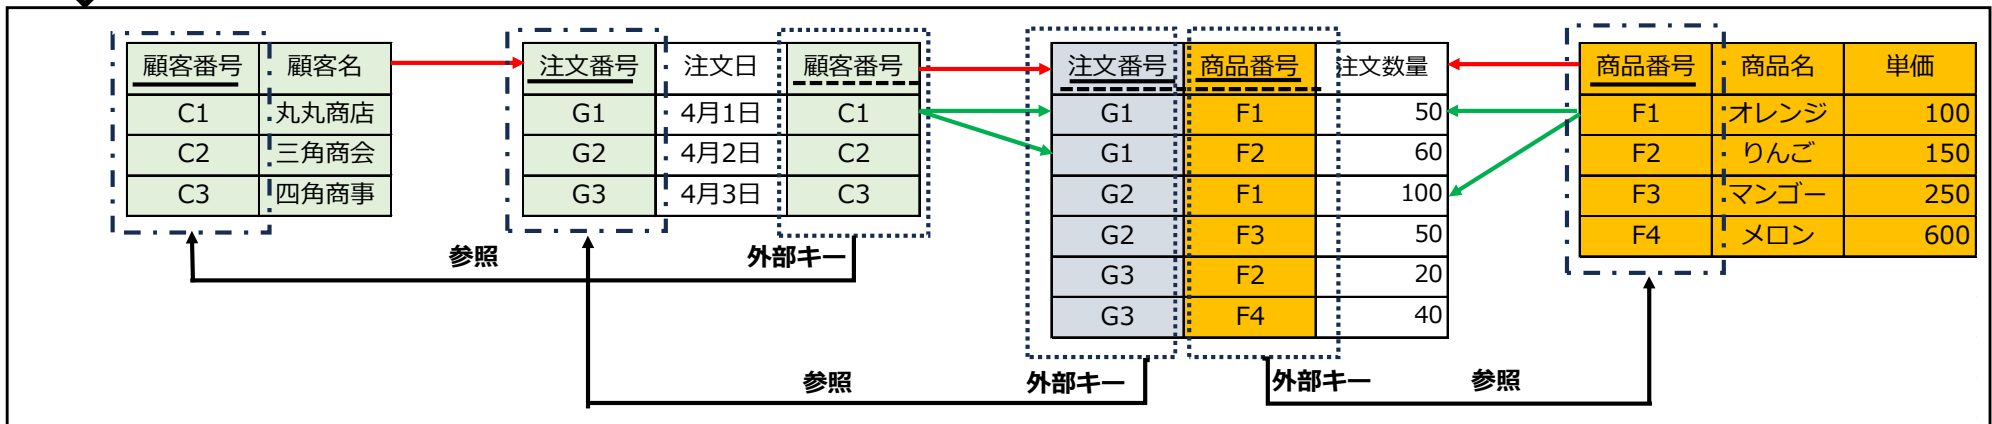 顧客番号 顧客名
C1 丸丸商店
C2 三角商会
C3 四角商事
注文番号 注文日 顧客番号
G1 4月1日 C1
G2 4月2日 C2
G3 4月3日 C3
注文番号 商品番号 注文数量
G1 F1 50
G1 F2 60
G2 F1 100
G2 F3 50
G3 F2 20
G3 F4 40
商品番号 商品名 単価
F1 オレンジ 100
F2 りんご 150
F3 マンゴー 250
F4 メロン 600
参照 外部キー
参照 外部キー
外部キー 参照